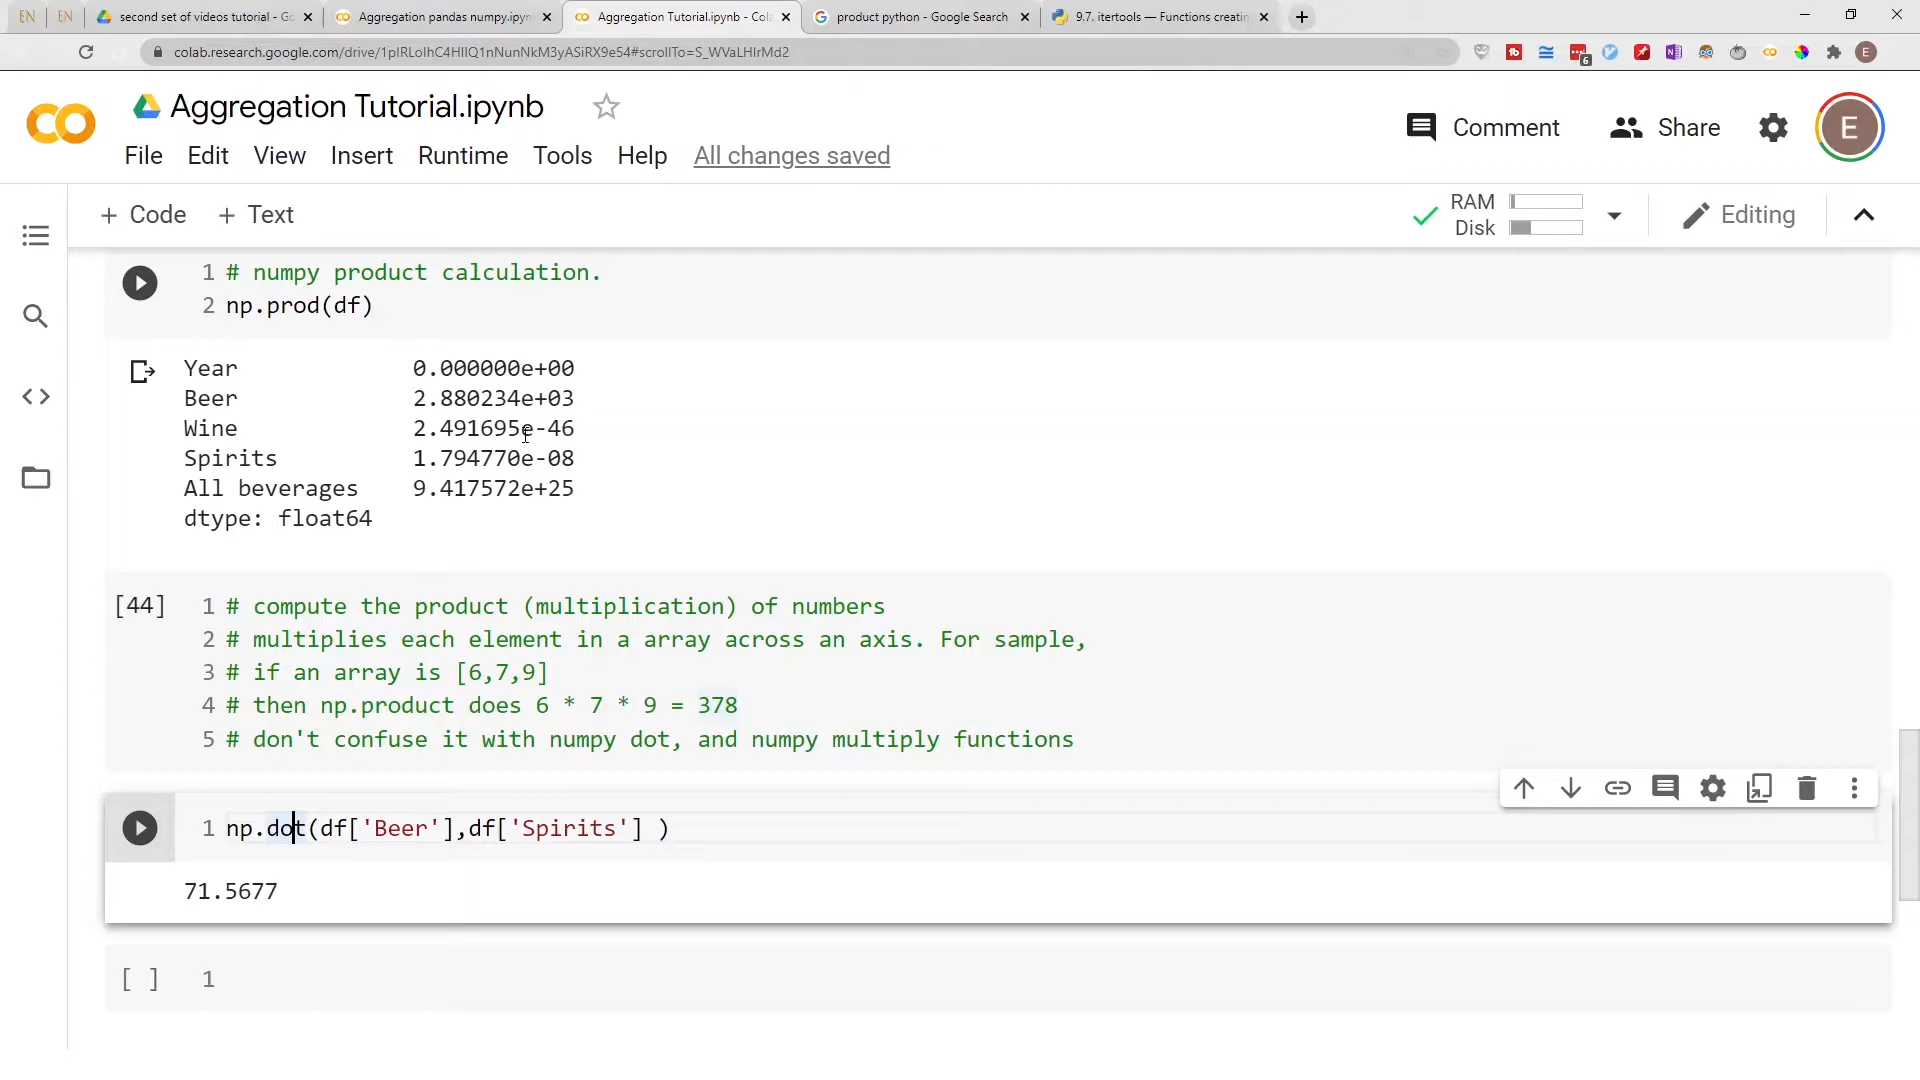 EN
EN
second set of videos tutorial - Go
Aggregation pandas numpy.ipyn
Aggregation Tutorial.ipynb - Cola
product python - Google Search
9.7. itertools — Functions creatin
colab.research.google.com/drive/1pIRLoIhC4HIlQ1nNunNkM3yASiRX9e54#scrollTo=S_WVaLHIrMd2
6
E
Aggregation Tutorial.ipynb
Comment
Share
E
File Edit View Insert Runtime Tools Help All changes saved
+ Code + Text
RAM
Disk
Editing
1 # numpy product calculation.
2 np.prod(df)
Year 0.000000e+00
Beer 2.880234e+03
Wine 2.491695e-46
Spirits 1.794770e-08
All beverages 9.417572e+25
dtype: float64
[44] 1 # compute the product (multiplication) of numbers
2 # multiplies each element in a array across an axis. For sample,
3 # if an array is [6,7,9]
4 # then np.product does 6 * 7 * 9 = 378
5 # don't confuse it with numpy dot, and numpy multiply functions
1 np.dot(df['Beer'],df['Spirits'] )
71.5677
[ ] 1